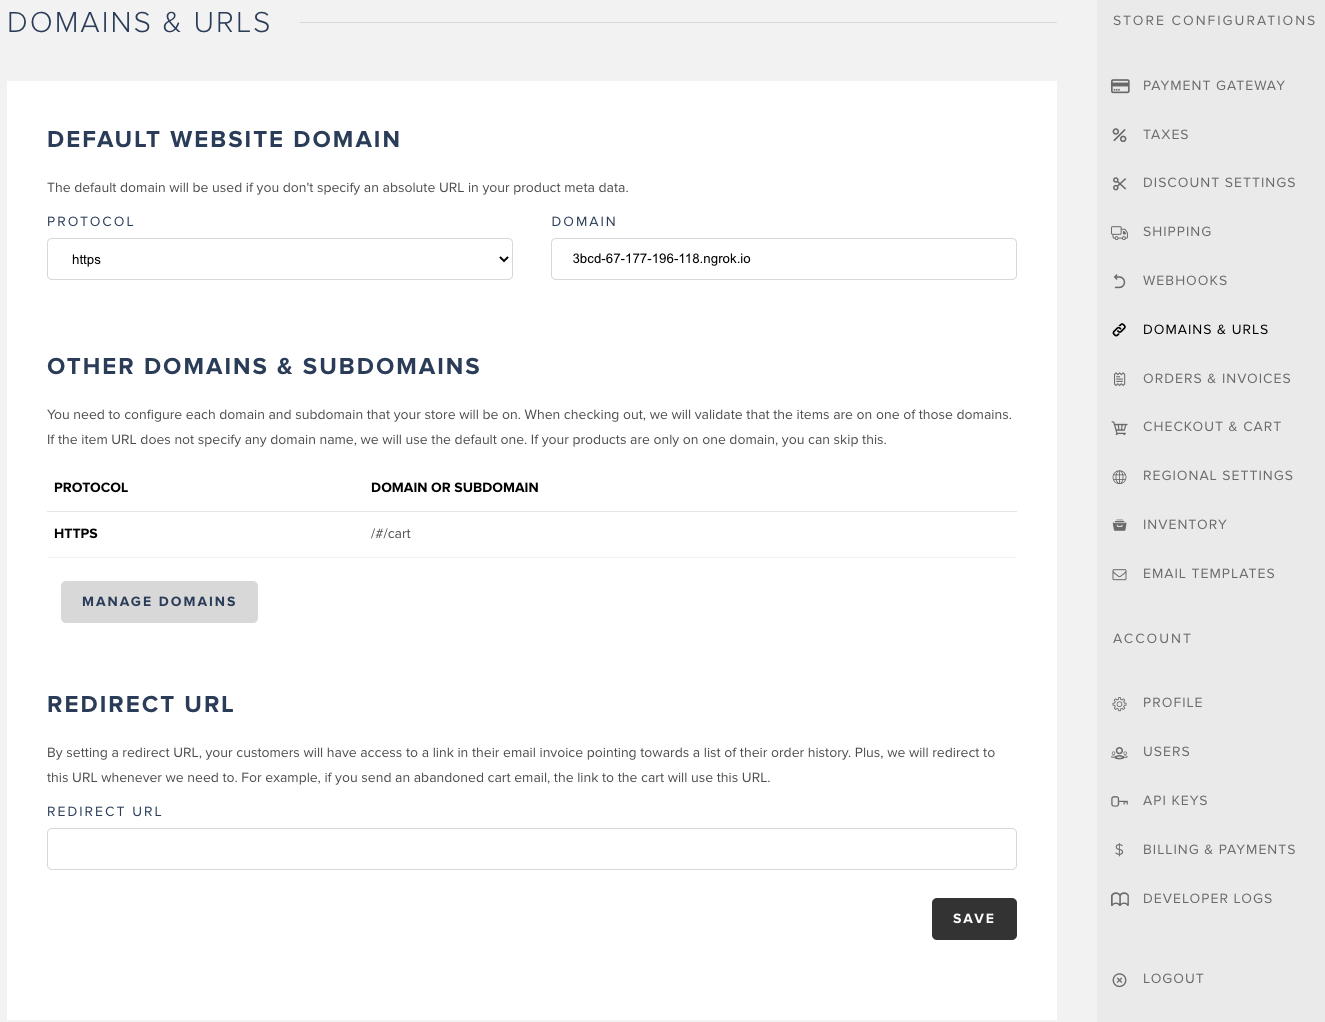 DOMAINS & URLS
DEFAULT WEBSITE DOMAIN
The default domain will be used if you don't specify an absolute URL in your product meta data.
PROTOCOL
DOMAIN
https
3bcd-67-177-196-118.ngrok.io
OTHER DOMAINS & SUBDOMAINS
You need to configure each domain and subdomain that your store will be on. When checking out, we will validate that the items are on one of those domains.
If the item URL does not specify any domain name, we will use the default one. If your products are only on one domain, you can skip this.
PROTOCOL
DOMAIN OR SUBDOMAIN
HTTPS
/#/cart
MANAGE DOMAINS
REDIRECT URL
By setting a redirect URL, your customers will have access to a link in their email invoice pointing towards a list of their order history. Plus, we will redirect to
this URL whenever we need to. For example, if you send an abandoned cart email, the link to the cart will use this URL.
REDIRECT URL
SAVE
STORE CONFIGURATIONS
PAYMENT GATEWAY
TAXES
DISCOUNT SETTINGS
SHIPPING
WEBHOOKS
DOMAINS & URLS
ORDERS & INVOICES
CHECKOUT & CART
REGIONAL SETTINGS
INVENTORY
EMAIL TEMPLATES
ACCOUNT
PROFILE
USERS
API KEYS
BILLING & PAYMENTS
DEVELOPER LOGS
LOGOUT